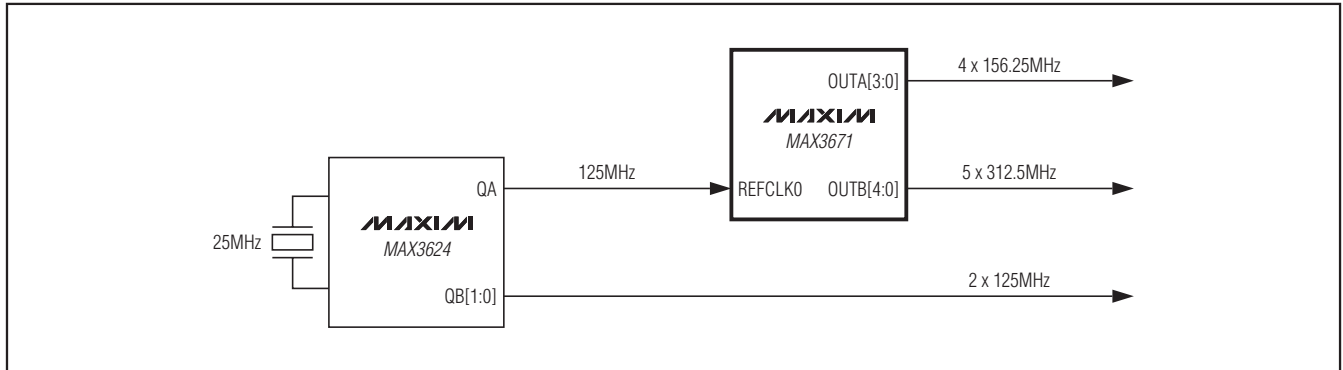 4 x 156.25MHz
OUTA[3:0]
MAXIM
MAX3671
125MHz
5 x 312.5MHz
QA
REFCLK0 OUTB[4:0]
MAXIM
25MHz
MAX3624
2 x 125MHz
QB[1:0]